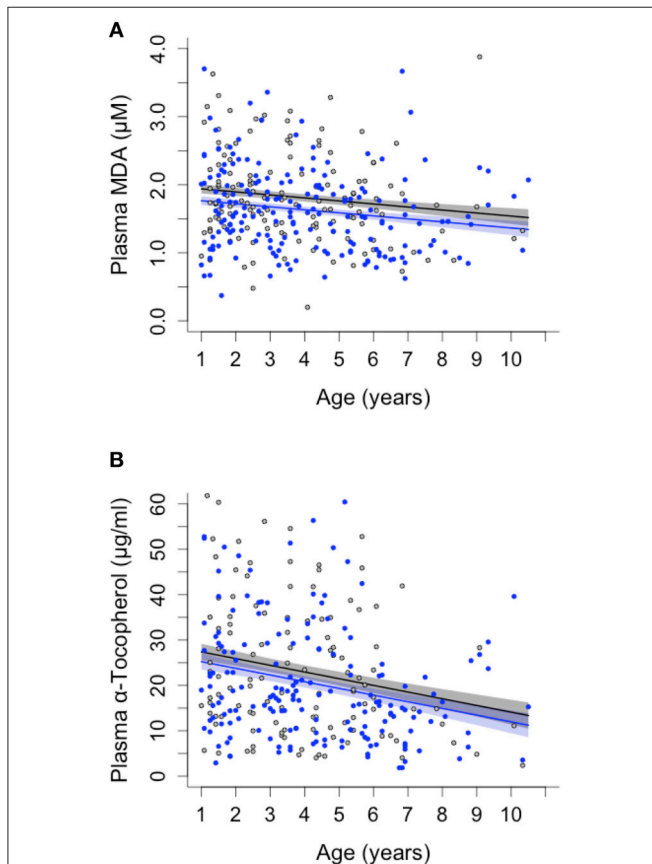 A
Plasma MDA (µM)
4.0
3.0
2.0
1.0
0.0
1 2 3 4 5 6 7 8 9 10
Age (years)
B
Plasma α-Tocopherol (µg/ml)
60
50
40
30
20
10
0
1 2 3 4 5 6 7 8 9 10
Age (years)